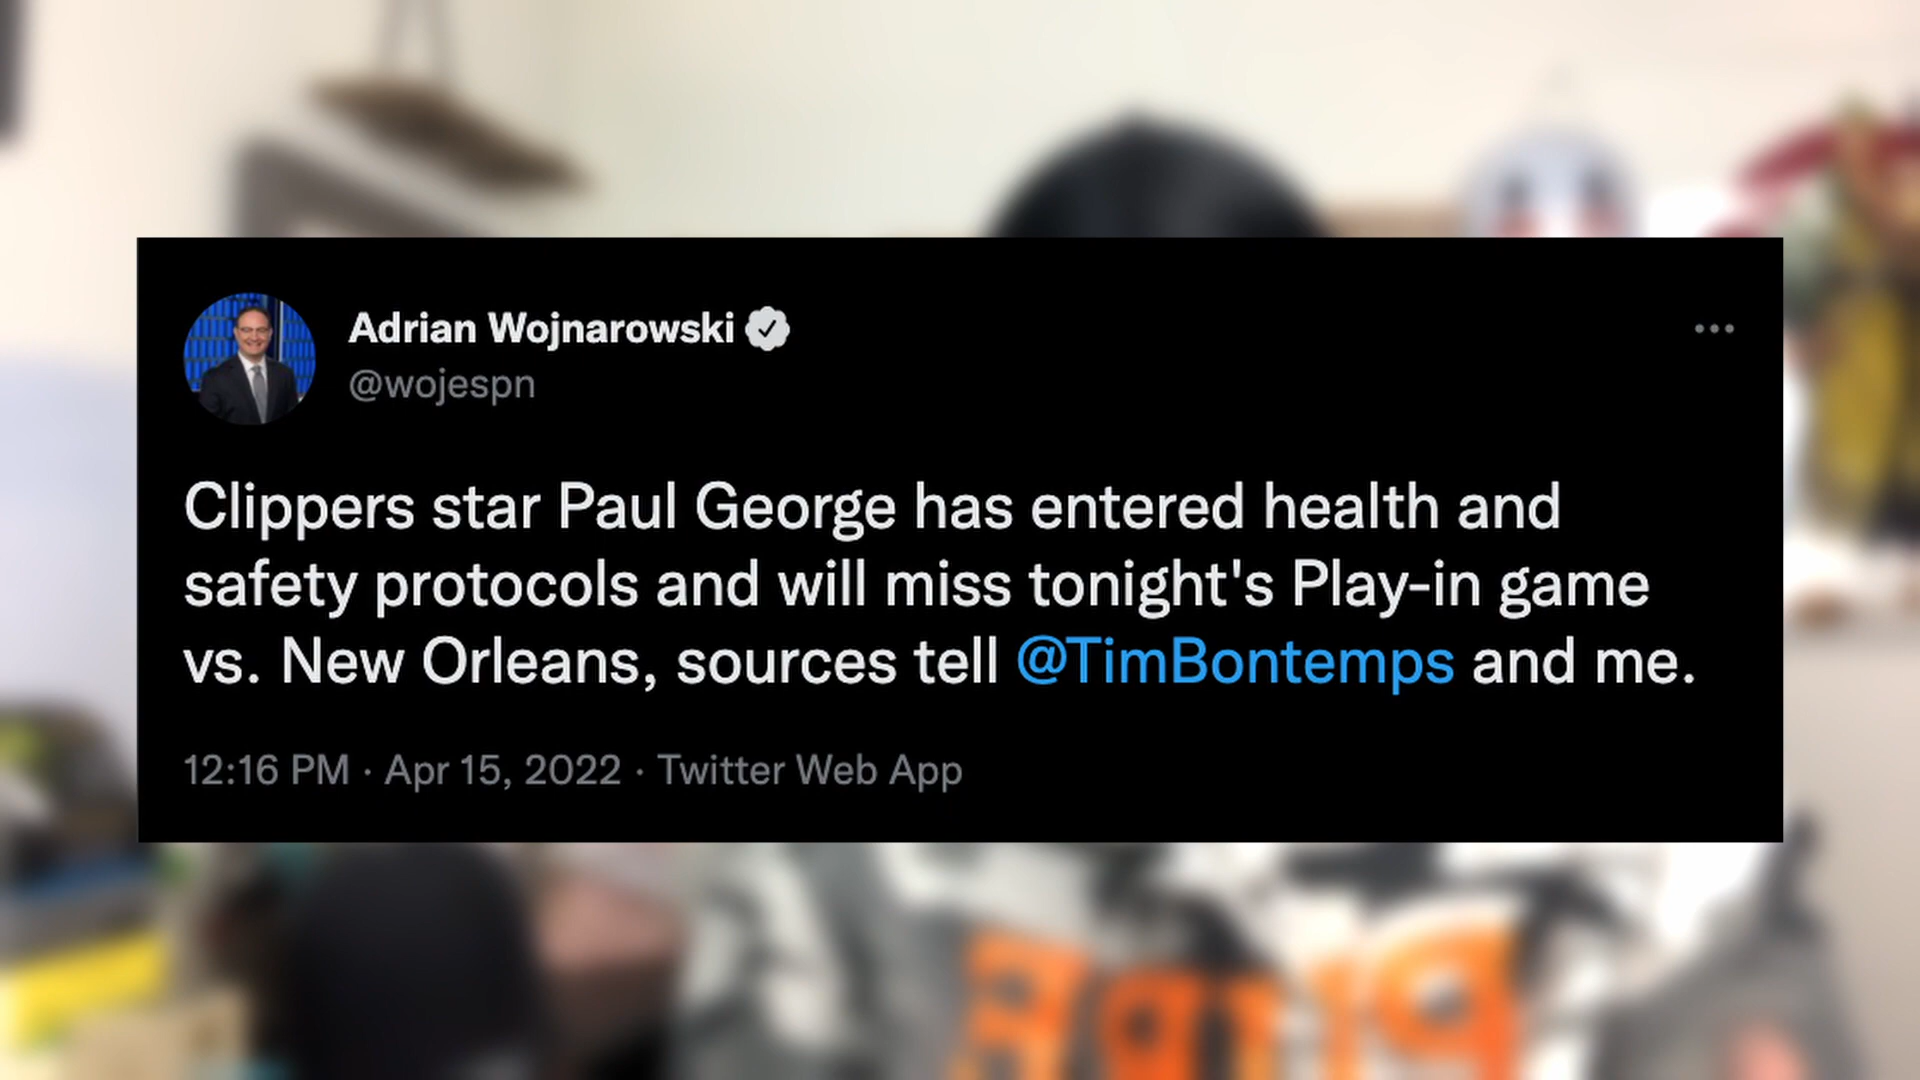 Adrian Wojnarowski
@wojespn
Clippers star Paul George has entered health and
safety protocols and will miss tonight's Play-in game
vs. New Orleans, sources tell @TimBontemps and me.
12:16 PM · Apr 15, 2022 · Twitter Web App